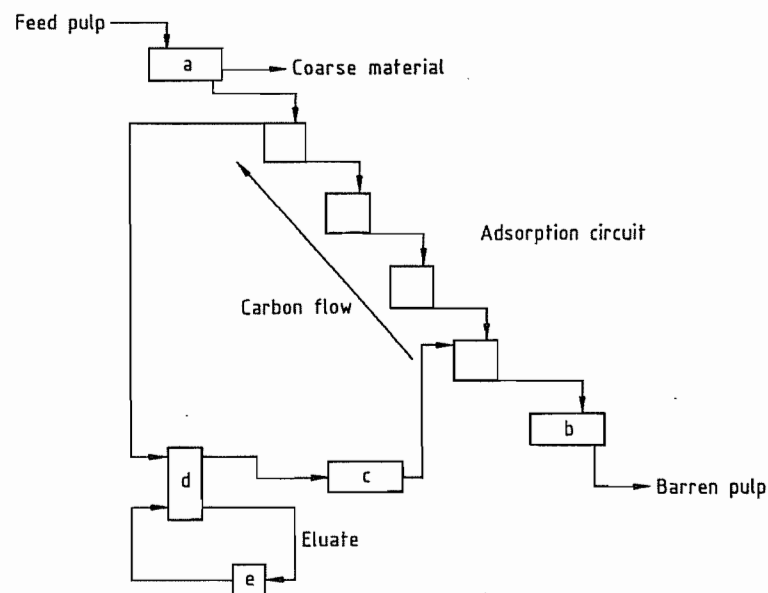 Feed pulp
a
Coarse material
Adsorption circuit
Carbon flow
b
d
c
Barren pulp
Eluate
e